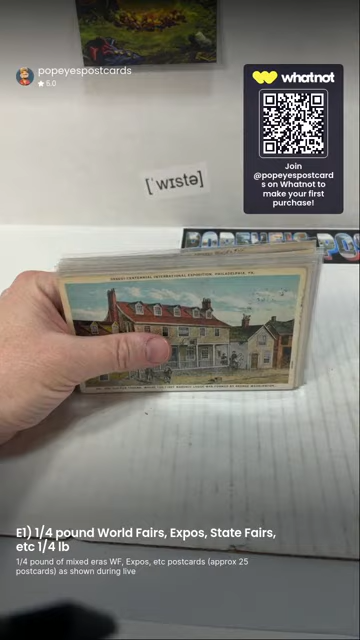 popeyespostcards
★ 5.0
whatnot
Join
@popeyespostcard
s on Whatnot to
make your first
purchase!
['wɪstə]
SESQUI-CENTENNIAL INTERNATIONAL EXPOSITION, PHILADELPHIA, PA.
E1) 1/4 pound World Fairs, Expos, State Fairs,
etc 1/4 lb
1/4 pound of mixed eras WF, Expos, etc postcards (approx 25
postcards) as shown during live